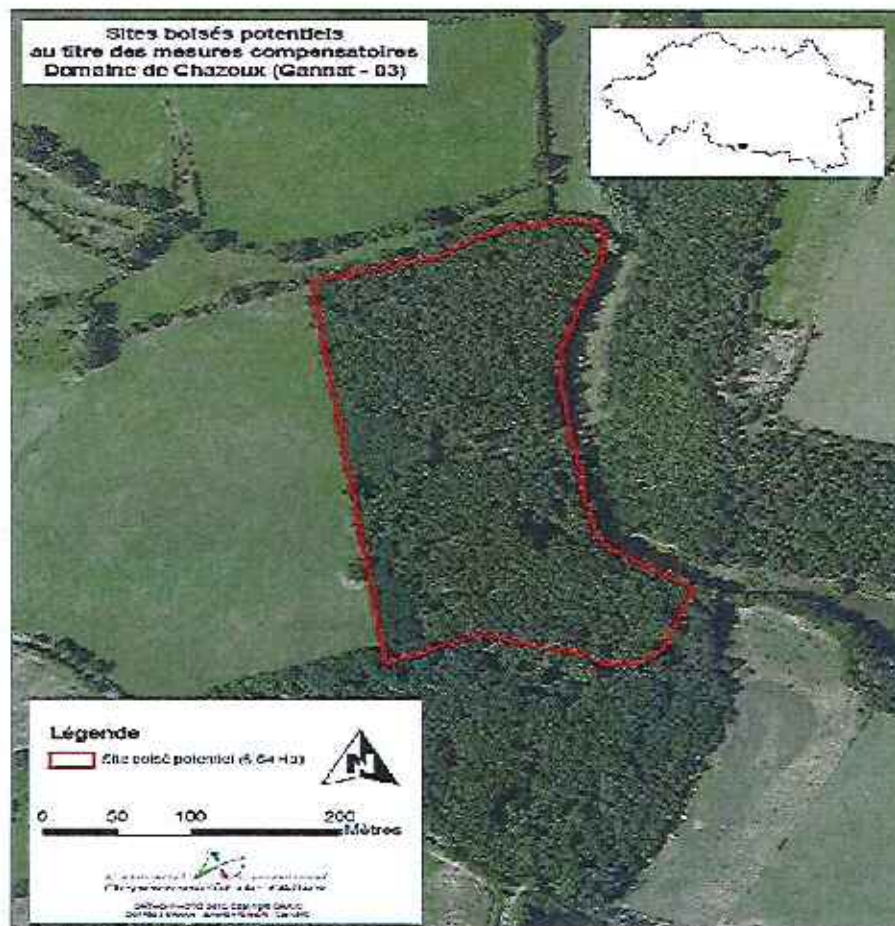 Sites boisés potentiels
au titre des mesures compensatoires
Domaine de Chazoux (Gannat - 03)
Légende
Site boisé potentiel
N
0 50 100 200
Mètres